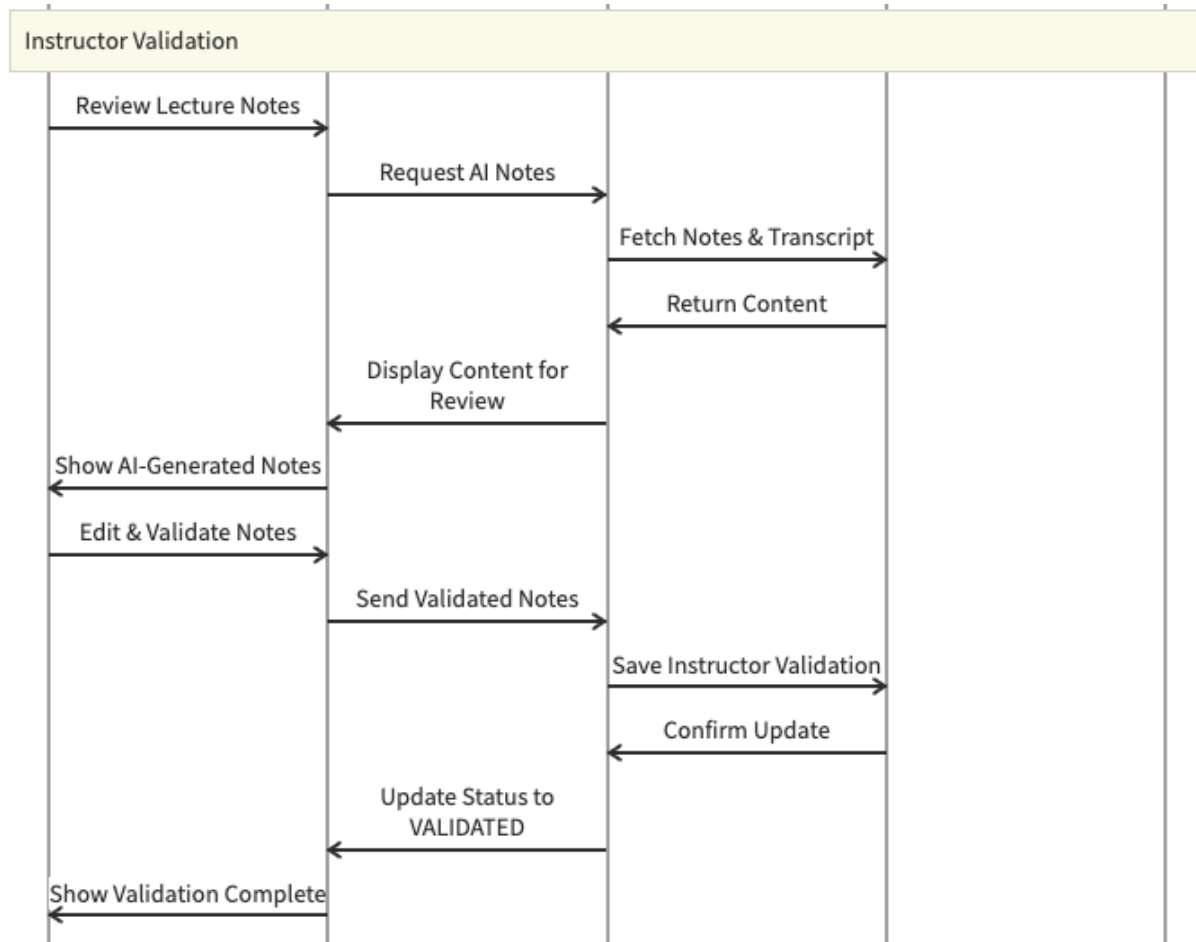 Instructor Validation
Review Lecture Notes
Request AI Notes
Fetch Notes & Transcript
Return Content
Display Content for
Review
Show AI-Generated Notes
Edit & Validate Notes
Send Validated Notes
Save Instructor Validation
Confirm Update
Update Status to
VALIDATED
Show Validation Complete